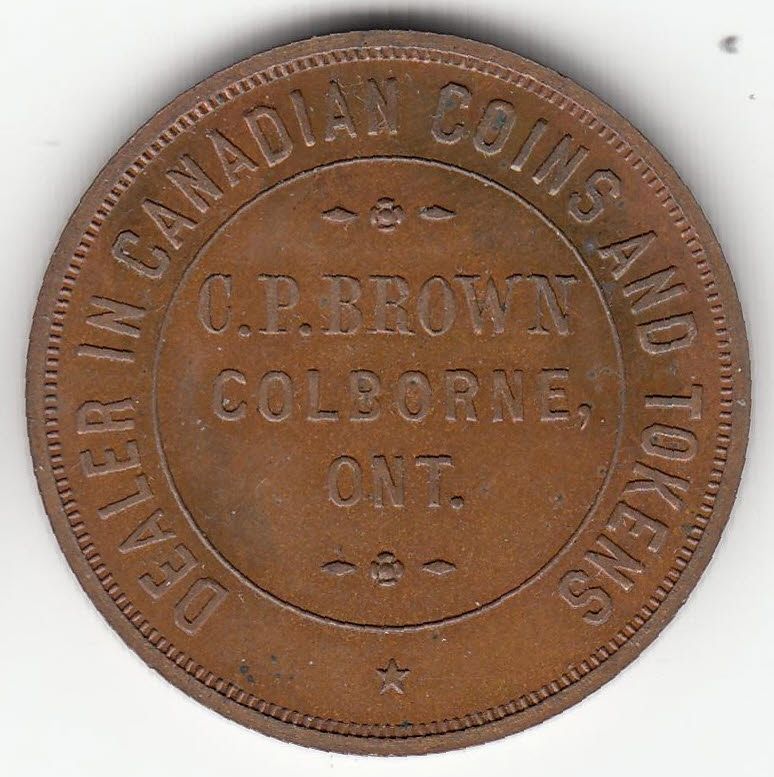 DEALER IN CANADIAN COINS AND TOKENS
C.P.BROWN
COLBORNE,
ONT.